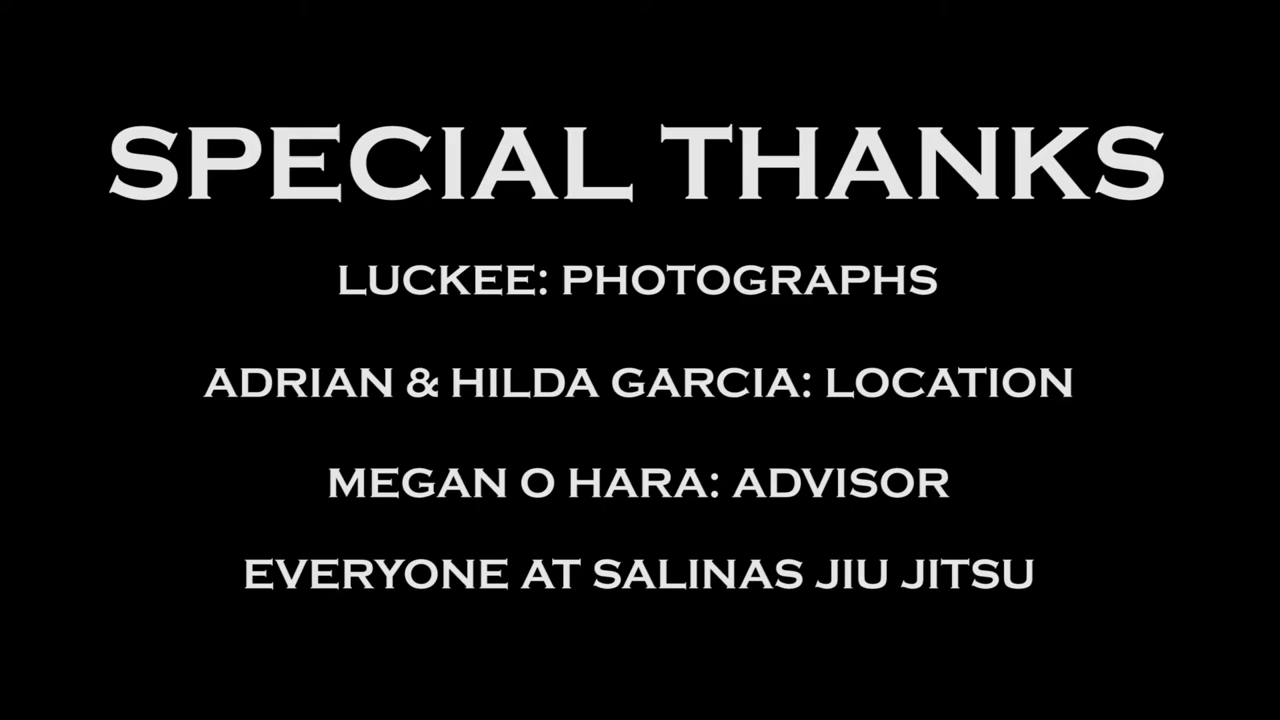 SPECIAL THANKS
LUCKEE: PHOTOGRAPHS
ADRIAN & HILDA GARCIA: LOCATION
MEGAN O HARA: ADVISOR
EVERYONE AT SALINAS JIU JITSU